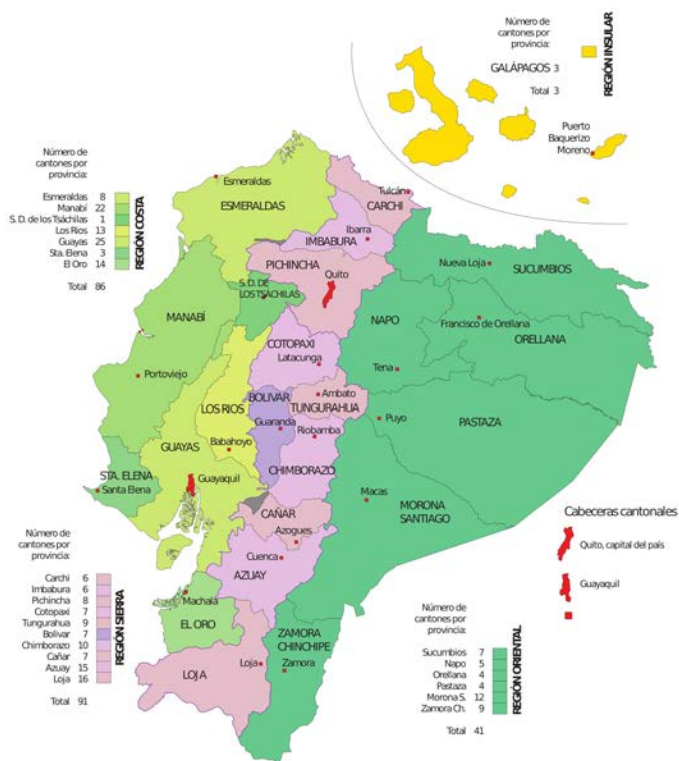 Número de
cantones por
provincia:
GALÁPAGOS 3
Total 3
REGIÓN INSULAR
Puerto
Baquerizo
Moreno
Número de
cantones por
provincia:
Esmeraldas 8
Manabí 22
S. D. de los Tsáchilas 1
Los Rios 13
Guayas 25
Sta. Elena 3
El Oro 14
Total 86
REGIÓN COSTA
Esmeraldas
ESMERALDAS
Tulcán
CARCHI
Ibarra
IMBABURA
PICHINCHA
Quito
Nueva Loja
SUCUMBIOS
S. D. DE
LOS TSÁCHILAS
MANABÍ
NAPO
Francisco de Orellana
ORELLANA
COTOPAXI
Latacunga
Tena
Portoviejo
BOLIVAR
Ambato
TUNGURAHUA
LOS RIOS
Guaranda
Riobamba
Puyo
PASTAZA
GUAYAS
Babahoyo
CHIMBORAZO
STA. ELENA
Santa Elena
Guayaquil
Macas
MORONA
SANTIAGO
CAÑAR
Azogues
Cuenca
AZUAY
Machala
EL ORO
ZAMORA
CHINCHIPE
LOJA
Loja
Zamora
Cabeceras cantonales
Quito, capital del país
Guayaquil
Número de
cantones por
provincia:
Carchi 6
Imbabura 6
Pichincha 8
Cotopaxi 7
Tungurahua 9
Bolivar 7
Chimborazo 10
Cañar 7
Azuay 15
Loja 16
Total 91
REGIÓN SIERRA
Número de
cantones por
provincia:
Sucumbios 7
Napo 5
Orellana 4
Pastaza 4
Morona S. 12
Zamora Ch. 9
Total 41
REGIÓN ORIENTAL